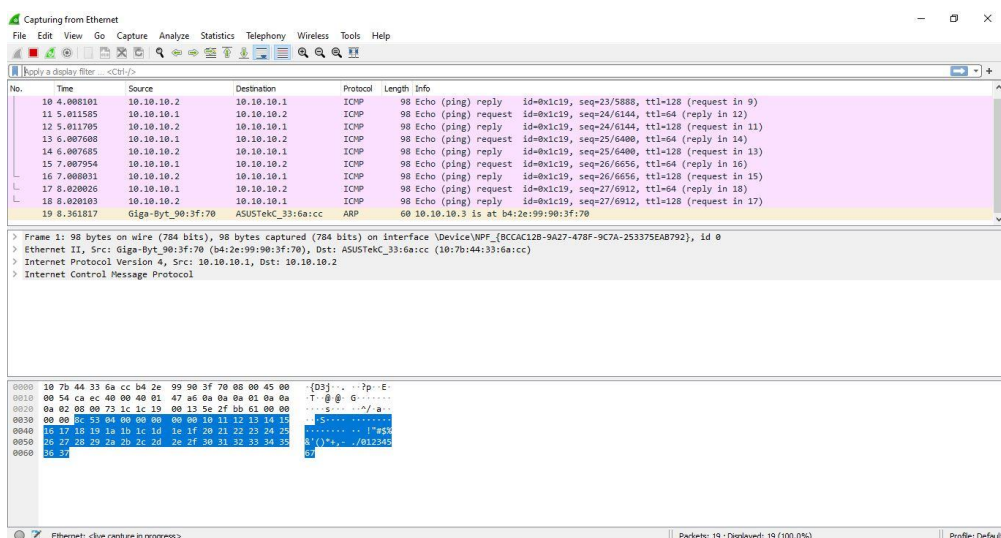 Capturing from Ethernet
File Edit View Go Capture Analyze Statistics Telephony Wireless Tools Help
Apply a display filter ... <Ctrl-/>
No. Time Source Destination Protocol Length Info
10 4.008101 10.10.10.2 10.10.10.1 ICMP 98 Echo (ping) reply id=0x1c19, seq=23/5888, ttl=128 (request in 9)
11 5.011585 10.10.10.1 10.10.10.2 ICMP 98 Echo (ping) request id=0x1c19, seq=24/6144, ttl=64 (reply in 12)
12 5.011705 10.10.10.2 10.10.10.1 ICMP 98 Echo (ping) reply id=0x1c19, seq=24/6144, ttl=128 (request in 11)
13 6.007608 10.10.10.1 10.10.10.2 ICMP 98 Echo (ping) request id=0x1c19, seq=25/6400, ttl=64 (reply in 14)
14 6.007685 10.10.10.2 10.10.10.1 ICMP 98 Echo (ping) reply id=0x1c19, seq=25/6400, ttl=128 (request in 13)
15 7.007954 10.10.10.1 10.10.10.2 ICMP 98 Echo (ping) request id=0x1c19, seq=26/6656, ttl=64 (reply in 16)
16 7.008031 10.10.10.2 10.10.10.1 ICMP 98 Echo (ping) reply id=0x1c19, seq=26/6656, ttl=128 (request in 15)
17 8.020026 10.10.10.1 10.10.10.2 ICMP 98 Echo (ping) request id=0x1c19, seq=27/6912, ttl=64 (reply in 18)
18 8.020103 10.10.10.2 10.10.10.1 ICMP 98 Echo (ping) reply id=0x1c19, seq=27/6912, ttl=128 (request in 17)
19 8.361817 Giga-Byt_90:3f:70 ASUSTekC_33:6a:cc ARP 60 10.10.10.3 is at b4:2e:99:90:3f:70
> Frame 1: 98 bytes on wire (784 bits), 98 bytes captured (784 bits) on interface \Device\NPF_{BCCAC12B-9A27-478F-9C7A-253375EAB792}, id 0
> Ethernet II, Src: Giga-Byt_90:3f:70 (b4:2e:99:90:3f:70), Dst: ASUSTekC_33:6a:cc (10:7b:44:33:6a:cc)
> Internet Protocol Version 4, Src: 10.10.10.1, Dst: 10.10.10.2
> Internet Control Message Protocol
0000 10 7b 44 33 6a cc b4 2e 99 90 3f 70 08 00 45 00 ·{D3j··. ··?p··E·
0010 00 54 ca ec 40 00 40 01 47 a6 0a 0a 0a 01 0a 0a ·T··@·@· G·······
0020 0a 02 08 00 73 1c 1c 19 00 13 5e 2f bb 61 00 00 ····s··· ··^/·a··
0030 00 00 8c 53 04 00 00 00 00 00 10 11 12 13 14 15 ···S···· ········
0040 16 17 18 19 1a 1b 1c 1d 1e 1f 20 21 22 23 24 25 ········ ·· !"#$%
0050 26 27 28 29 2a 2b 2c 2d 2e 2f 30 31 32 33 34 35 &'()*+,- ./012345
0060 36 37 67
Ethernet: <live capture in progress> Packets: 19 · Displayed: 19 (100.0%) Profile: Default